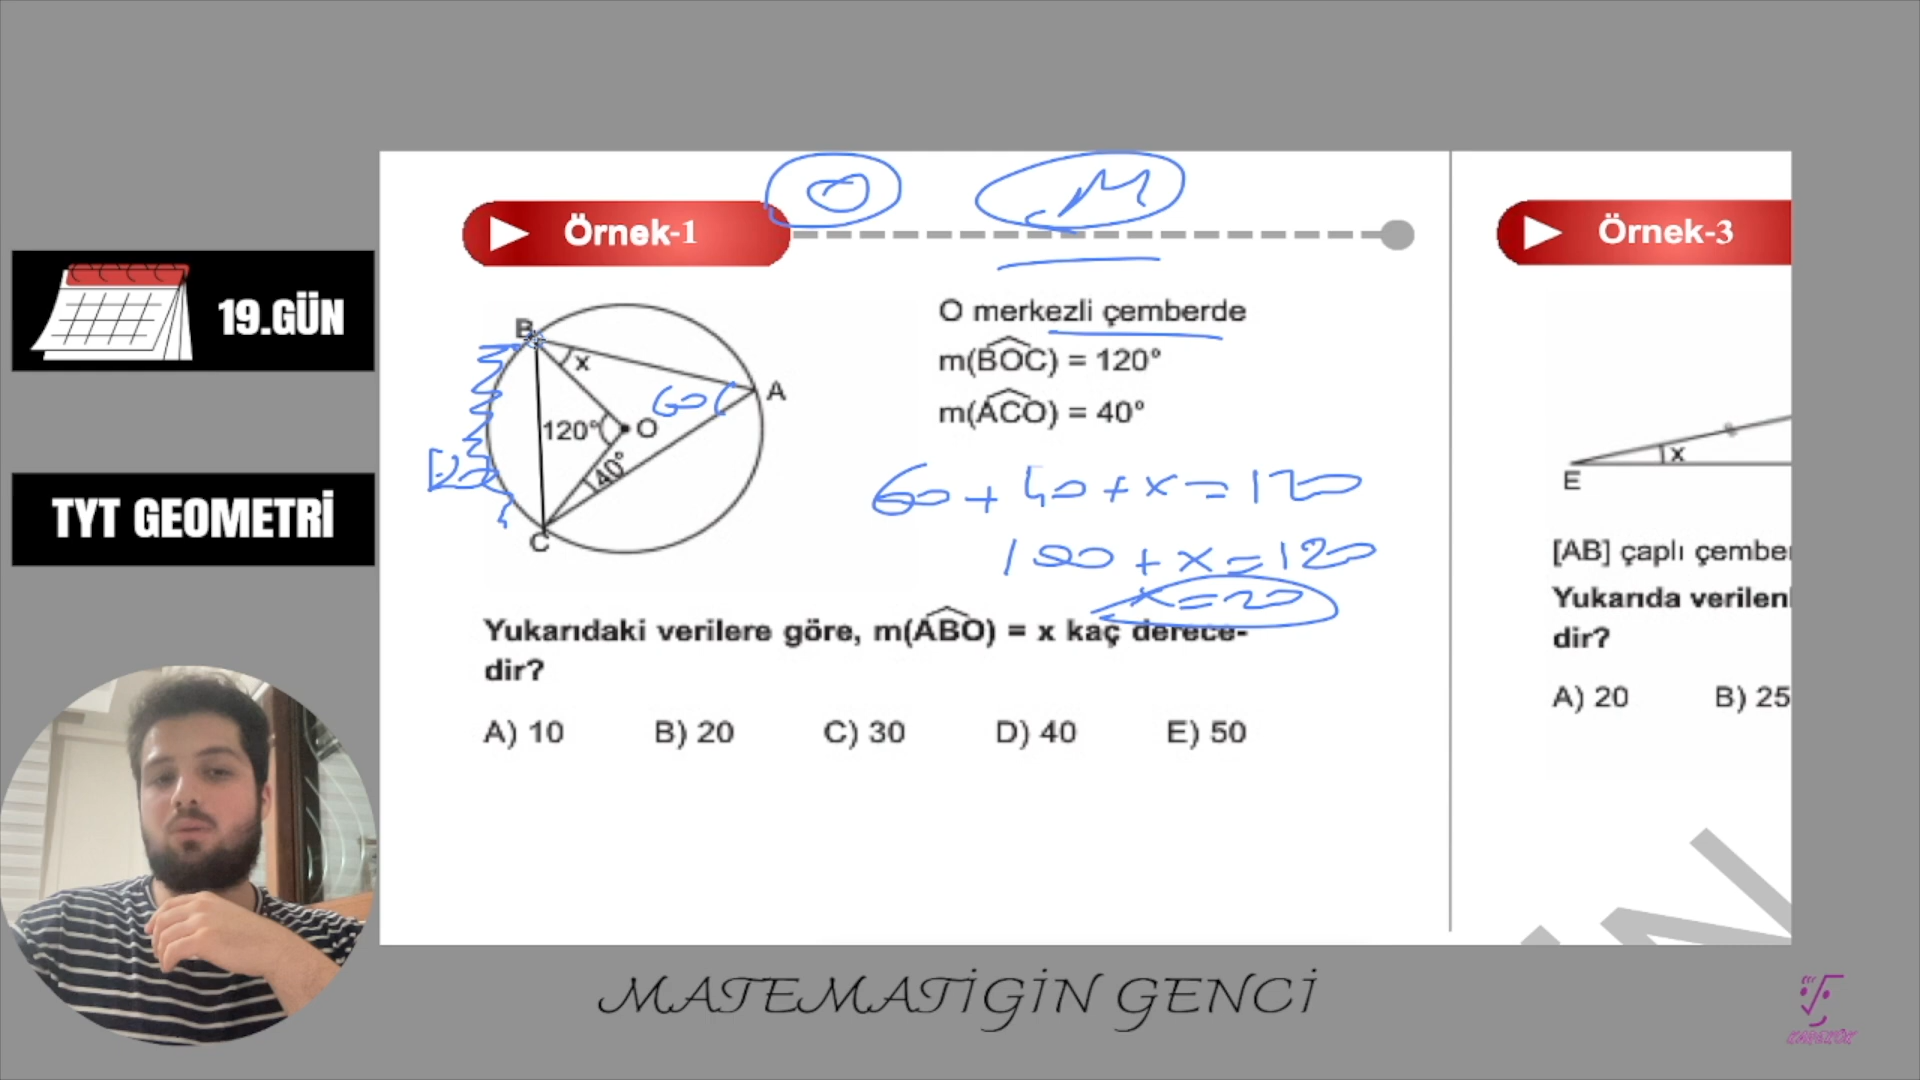 19.GÜN
TYT GEOMETRİ
O M
Örnek-1
B
x
A
60
120°
O
40°
120
C
O merkezli çemberde
m(BOC) = 120°
m(ACO) = 40°
60+40+x=120
100+x=120
x=20
Yukarıdaki verilere göre, m(ABO) = x kaç derece-
dir?
A) 10 B) 20 C) 30 D) 40 E) 50
Örnek-3
x
E
[AB] çaplı çembe
Yukarıda verilen
dir?
A) 20 B) 25
MATEMATİGİN GENCİ